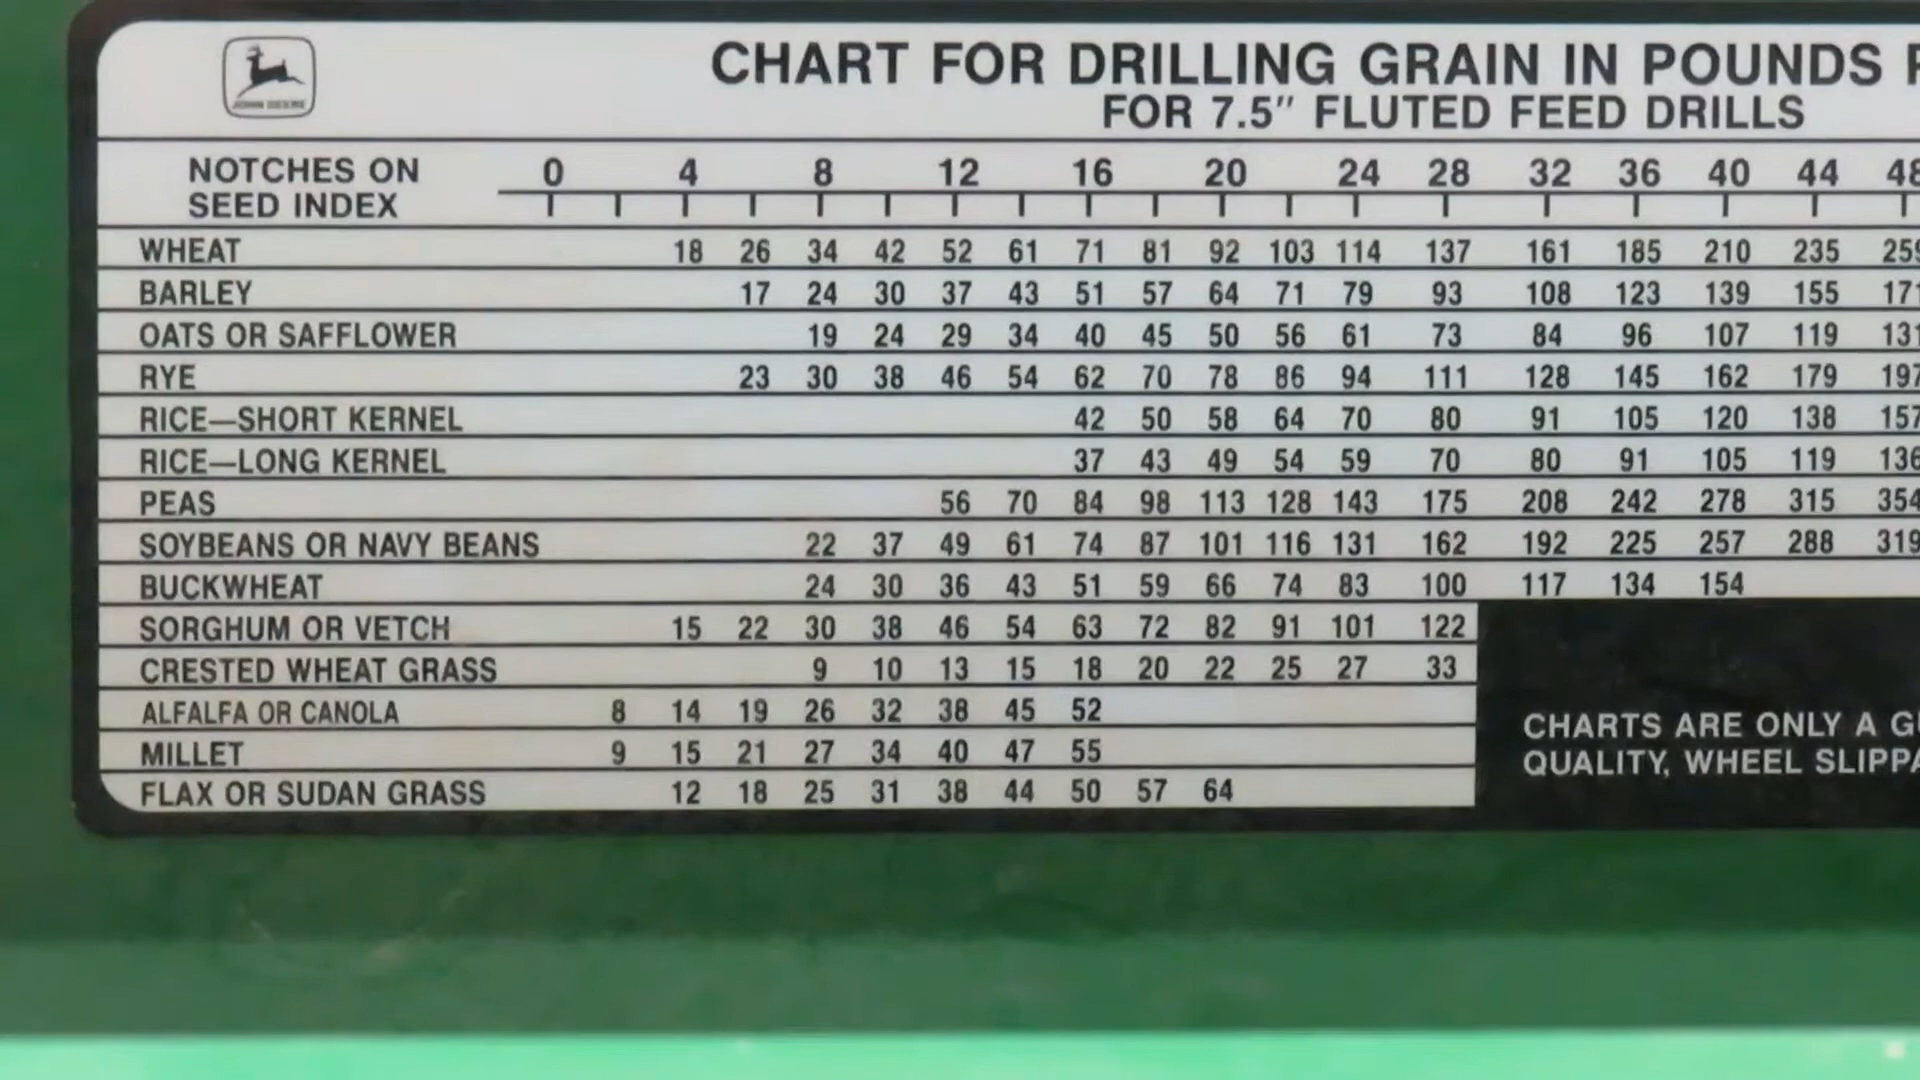 JOHN DEERE
CHART FOR DRILLING GRAIN IN POUNDS
FOR 7.5" FLUTED FEED DRILLS
NOTCHES ON SEED INDEX 0 4 8 12 16 20 24 28 32 36 40 44 48
WHEAT 18 26 34 42 52 61 71 81 92 103 114 137 161 185 210 235 259
BARLEY 17 24 30 37 43 51 57 64 71 79 93 108 123 139 155 171
OATS OR SAFFLOWER 19 24 29 34 40 45 50 56 61 73 84 96 107 119 131
RYE 23 30 38 46 54 62 70 78 86 94 111 128 145 162 179 197
RICE—SHORT KERNEL 42 50 58 64 70 80 91 105 120 138 157
RICE—LONG KERNEL 37 43 49 54 59 70 80 91 105 119 136
PEAS 56 70 84 98 113 128 143 175 208 242 278 315 354
SOYBEANS OR NAVY BEANS 22 37 49 61 74 87 101 116 131 162 192 225 257 288 319
BUCKWHEAT 24 30 36 43 51 59 66 74 83 100 117 134 154
SORGHUM OR VETCH 15 22 30 38 46 54 63 72 82 91 101 122
CRESTED WHEAT GRASS 9 10 13 15 18 20 22 25 27 33
ALFALFA OR CANOLA 8 14 19 26 32 38 45 52
MILLET 9 15 21 27 34 40 47 55
FLAX OR SUDAN GRASS 12 18 25 31 38 44 50 57 64
CHARTS ARE ONLY A
QUALITY, WHEEL